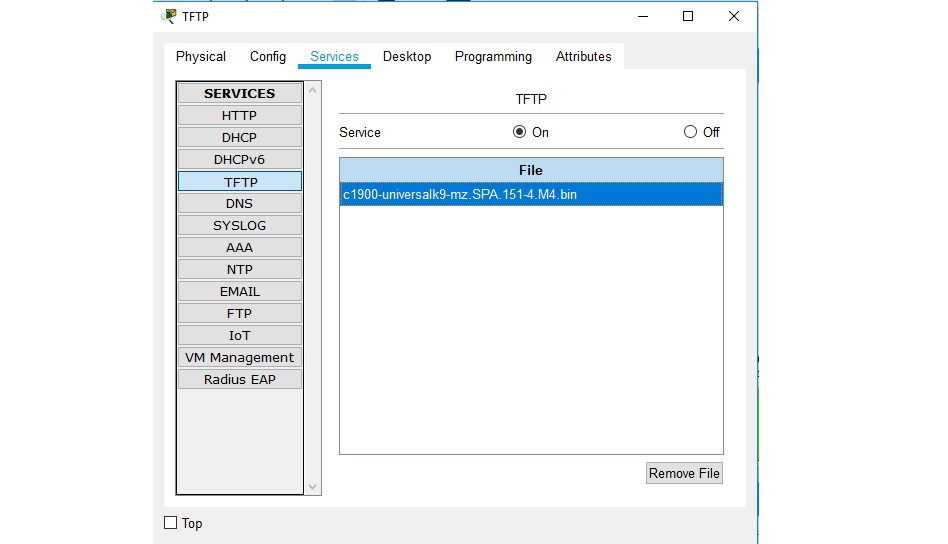 TFTP
Physical Config Services Desktop Programming Attributes
SERVICES
HTTP
DHCP
DHCPv6
TFTP
DNS
SYSLOG
AAA
NTP
EMAIL
FTP
IoT
VM Management
Radius EAP
TFTP
Service On Off
File
c1900-universalk9-mz.SPA.151-4.M4.bin
Remove File
Top